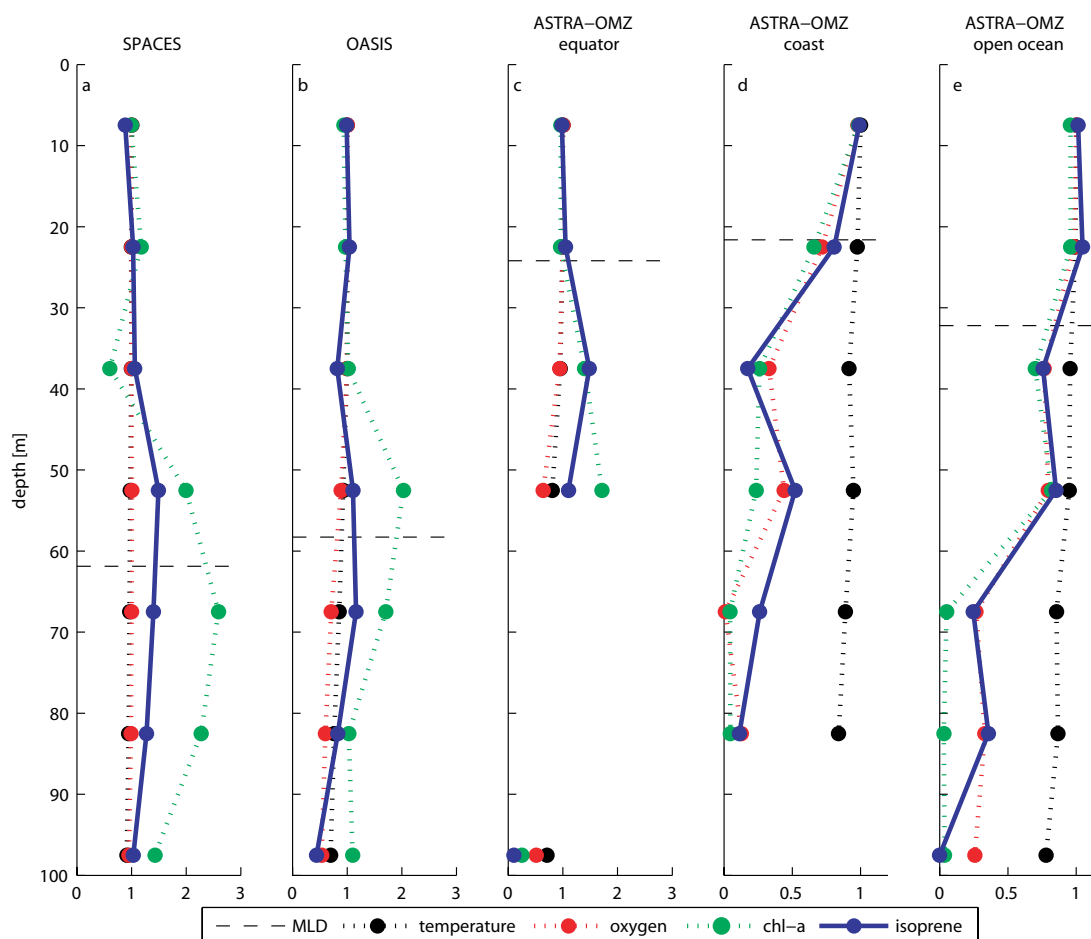 SPACES
OASIS
ASTRA−OMZ
equator
ASTRA−OMZ
coast
ASTRA−OMZ
open ocean
a
b
c
d
e
depth [m]
0
10
20
30
40
50
60
70
80
90
100
0 1 2 3
0 1 2 3
0 1 2 3
0 0.5 1
0 0.5 1
MLD temperature oxygen chl−a isoprene